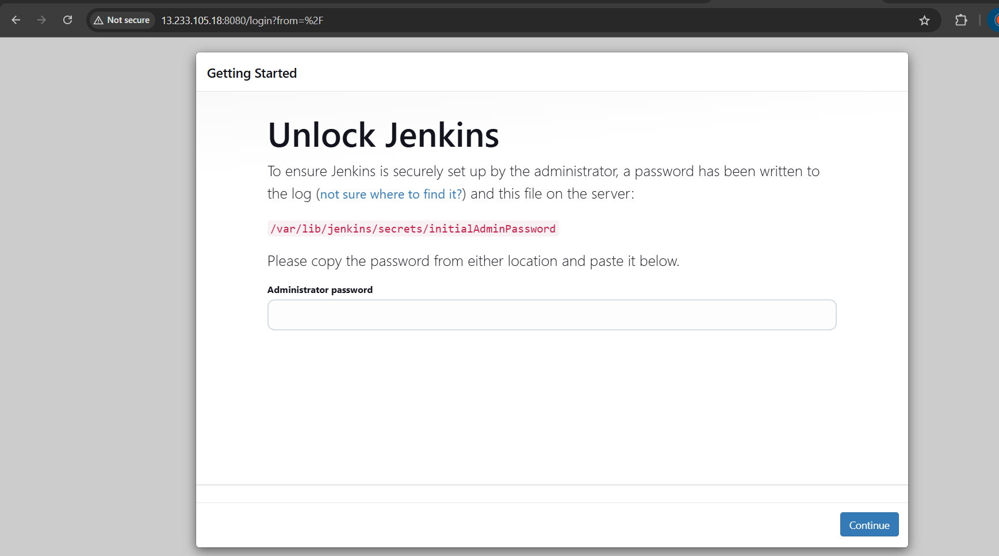 Not secure 13.233.105.18:8080/login?from=%2F
Getting Started
Unlock Jenkins
To ensure Jenkins is securely set up by the administrator, a password has been written to
the log (not sure where to find it?) and this file on the server:
/var/lib/jenkins/secrets/initialAdminPassword
Please copy the password from either location and paste it below.
Administrator password
Continue